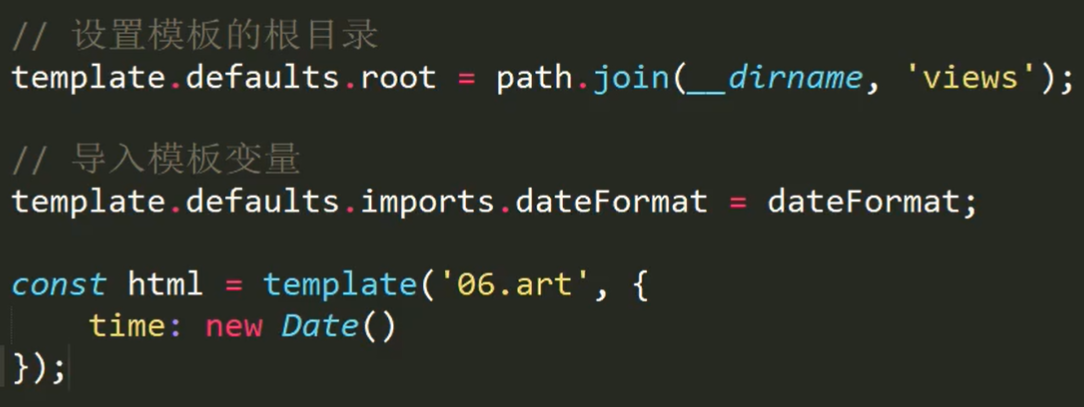 // 设置模板的根目录
template.defaults.root = path.join(__dirname, 'views');
// 导入模板变量
template.defaults.imports.dateFormat = dateFormat;
const html = template('06.art', {
    time: new Date()
});